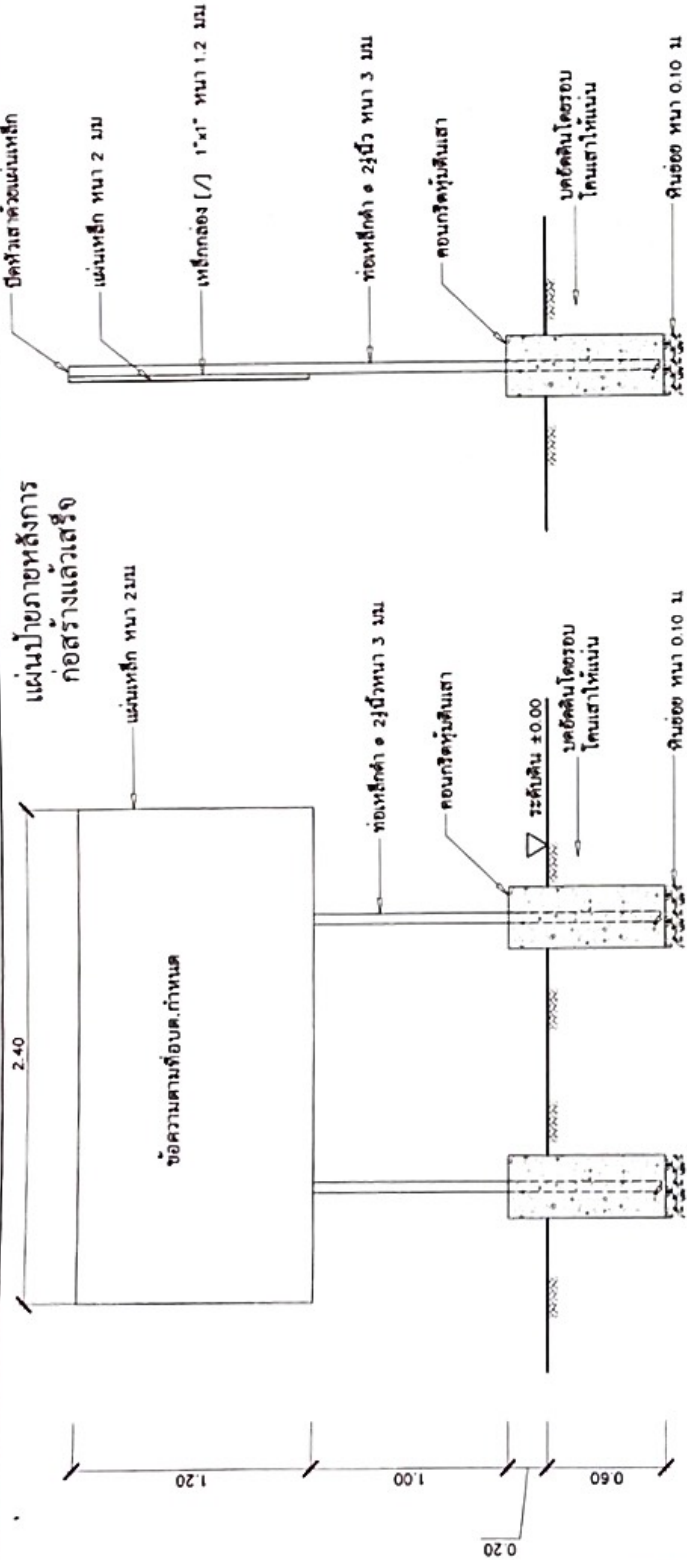 แผ่นป้ายภายหลังการ
ก่อสร้างแล้วเสร็จ
2.40
แผ่นเหล็ก หนา 2มม
ข้อความตามที่อบต.กำหนด
ท่อเหล็กดำ ø 2½นิ้วหนา 3 มม
คอนกรีตหุ้มตีนเสา
ระดับดิน ±0.00
บดอัดดินโดยรอบ
โคนเสาให้แน่น
หินย่อย หนา 0.10 ม
1.20
1.00
0.20
0.60
ปิดหัวเสาด้วยแผ่นเหล็ก
แผ่นเหล็ก หนา 2 มม
เหล็กกล่อง [/] 1"x1" หนา 1.2 มม
ท่อเหล็กดำ ø 2½นิ้ว หนา 3 มม
คอนกรีตหุ้มตีนเสา
บดอัดดินโดยรอบ
โคนเสาให้แน่น
หินย่อย หนา 0.10 ม